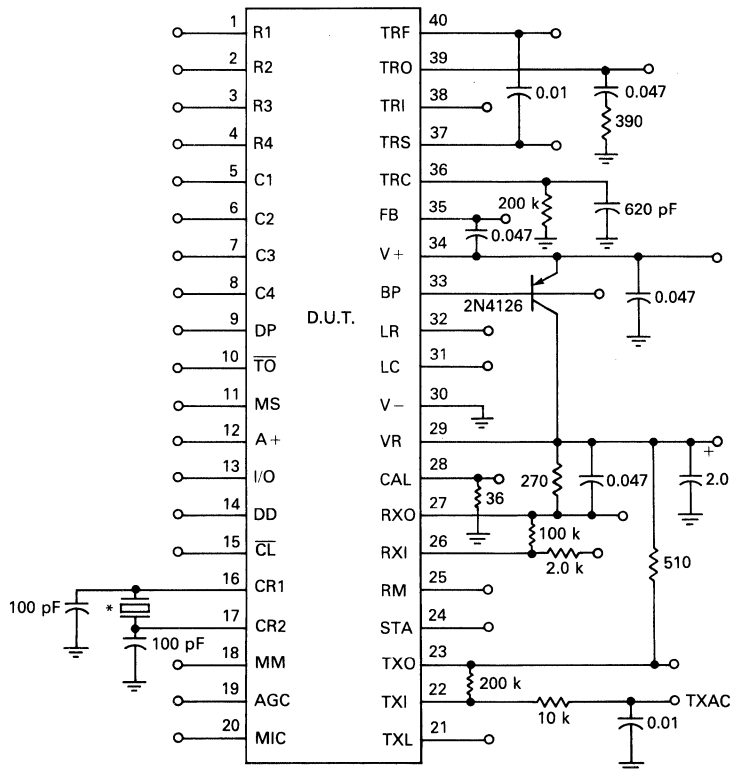 1 R1 TRF 40
2 R2 TRO 39
0.01 0.047
3 R3 TRI 38
390
4 R4 TRS 37
5 C1 TRC 36
200 k 620 pF
6 C2 FB 35
0.047
7 C3 V+ 34
8 C4 BP 33
2N4126 0.047
D.U.T.
9 DP LR 32
10 T̅O̅ LC 31
11 MS V− 30
12 A+ VR 29
+
13 I/O CAL 28
36 270 0.047 2.0
14 DD RXO 27
100 k
15 C̅L̅ RXI 26
2.0 k 510
16 CR1 RM 25
100 pF *
17 CR2 STA 24
100 pF
18 MM TXO 23
200 k
19 AGC TXI 22
10 k TXAC
0.01
20 MIC TXL 21